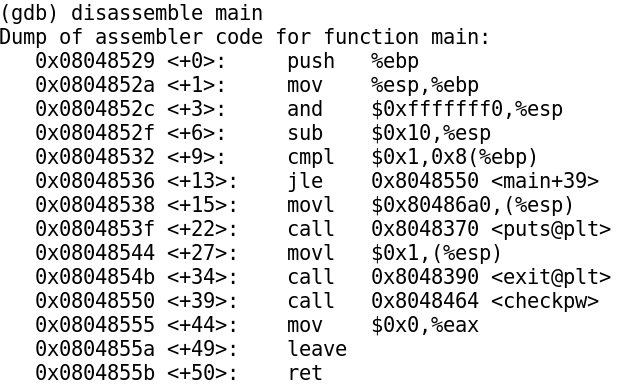 (gdb) disassemble main
Dump of assembler code for function main:
   0x08048529 <+0>:     push   %ebp
   0x0804852a <+1>:     mov    %esp,%ebp
   0x0804852c <+3>:     and    $0xfffffff0,%esp
   0x0804852f <+6>:     sub    $0x10,%esp
   0x08048532 <+9>:     cmpl   $0x1,0x8(%ebp)
   0x08048536 <+13>:    jle    0x8048550 <main+39>
   0x08048538 <+15>:    movl   $0x80486a0,(%esp)
   0x0804853f <+22>:    call   0x8048370 <puts@plt>
   0x08048544 <+27>:    movl   $0x1,(%esp)
   0x0804854b <+34>:    call   0x8048390 <exit@plt>
   0x08048550 <+39>:    call   0x8048464 <checkpw>
   0x08048555 <+44>:    mov    $0x0,%eax
   0x0804855a <+49>:    leave
   0x0804855b <+50>:    ret